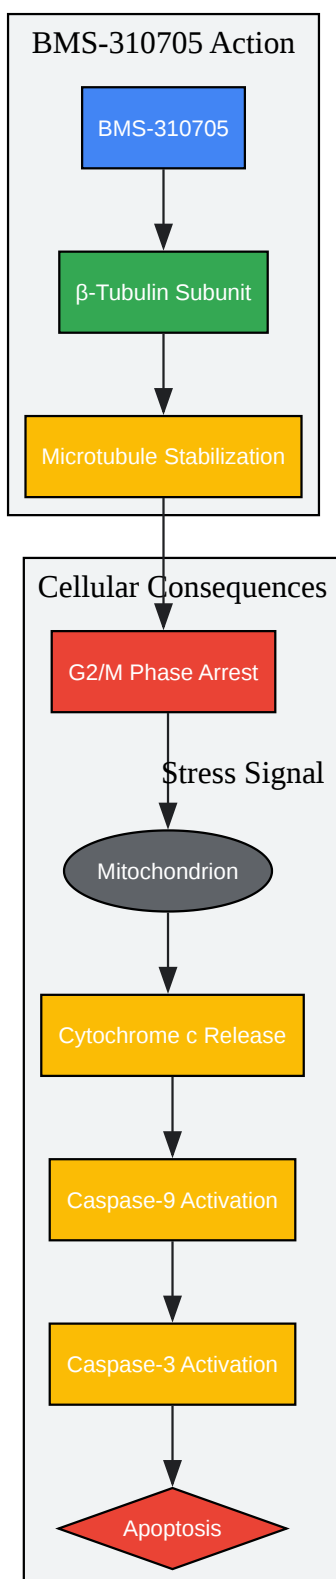 BMS-310705 Action
BMS-310705
β-Tubulin Subunit
Microtubule Stabilization
Cellular Consequences
G2/M Phase Arrest
Stress Signal
Mitochondrion
Cytochrome c Release
Caspase-9 Activation
Caspase-3 Activation
Apoptosis